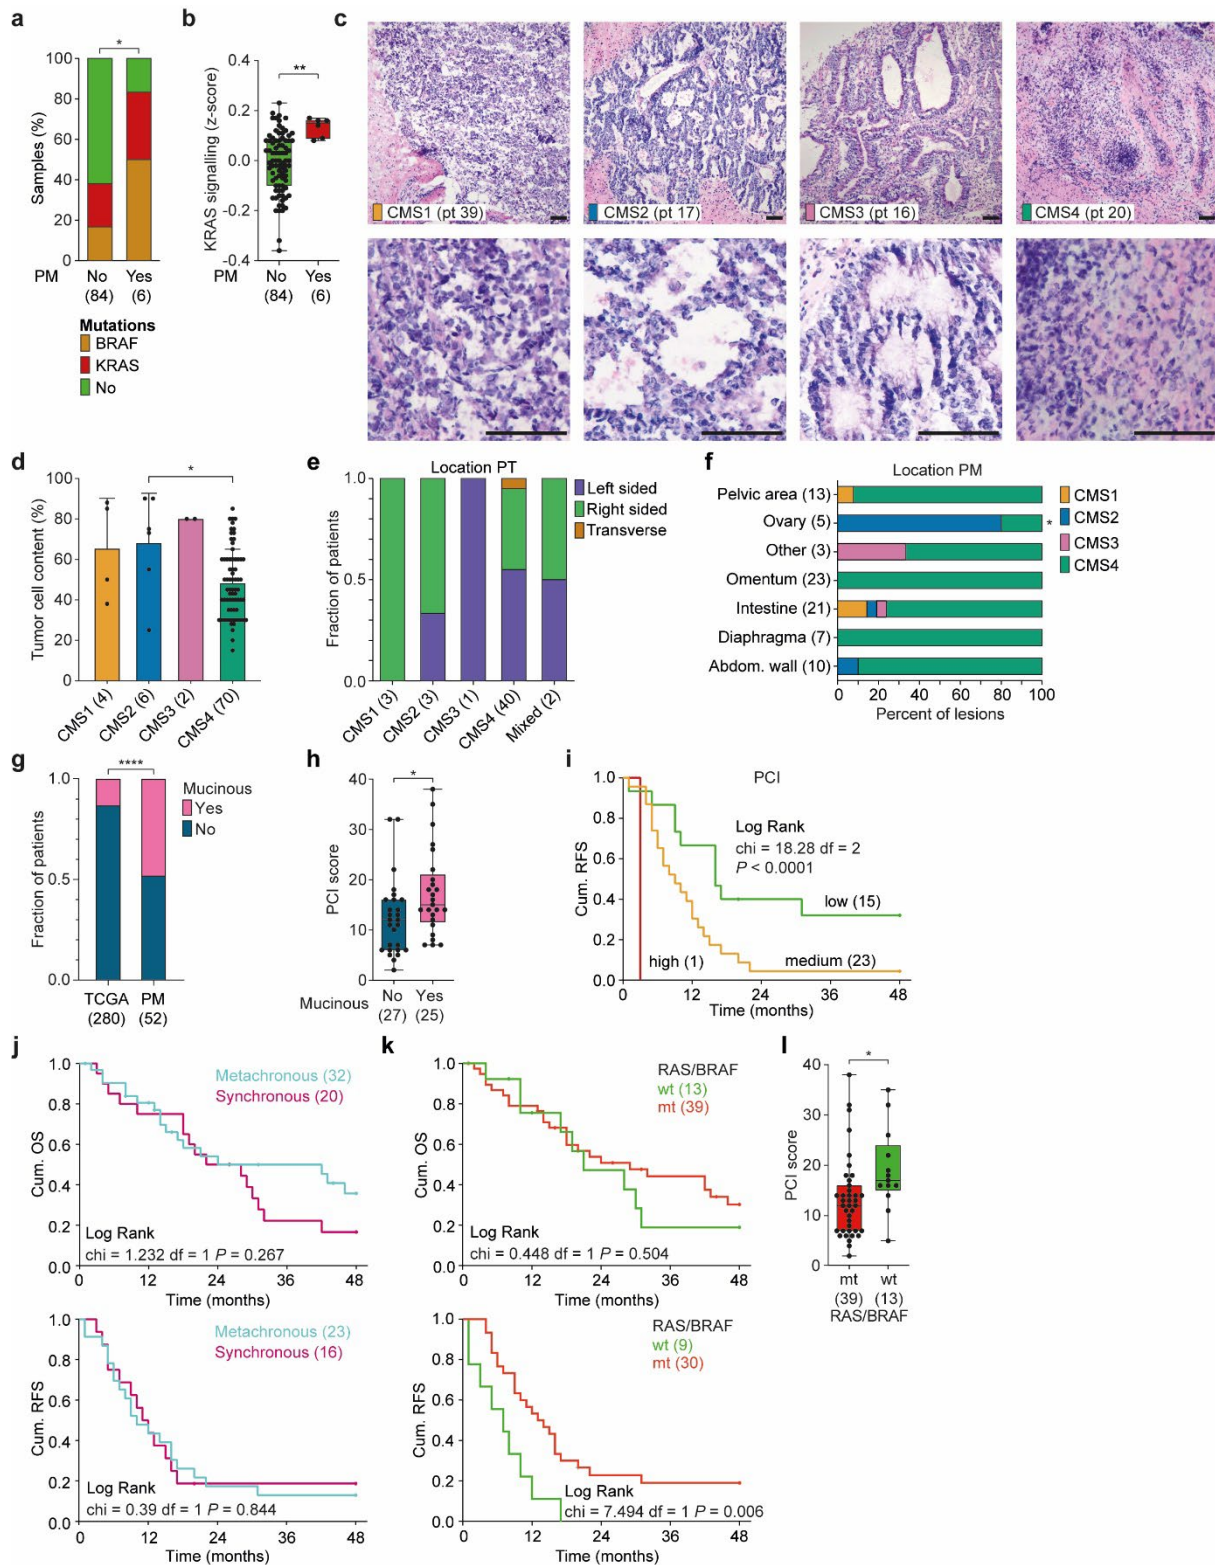 a
*
Samples (%)
100
80
60
40
20
0
PM
No
Yes
(84)
(6)
Mutations
BRAF
KRAS
No
b
KRAS signalling (z-score)
0.4
0.2
0.0
-0.2
-0.4
**
PM
No
Yes
(84)
(6)
c
CMS1 (pt 39)
CMS2 (pt 17)
CMS3 (pt 16)
CMS4 (pt 20)
d
Tumor cell content (%)
100
80
60
40
20
0
*
CMS1 (4)
CMS2 (6)
CMS3 (2)
CMS4 (70)
e
Location PT
Fraction of patients
1.0
0.5
0.0
CMS1 (3)
CMS2 (3)
CMS3 (1)
CMS4 (40)
Mixed (2)
Left sided
Right sided
Transverse
f
Location PM
Pelvic area (13)
Ovary (5)
*
Other (3)
Omentum (23)
Intestine (21)
Diaphragma (7)
Abdom. wall (10)
0 20 40 60 80 100
Percent of lesions
CMS1
CMS2
CMS3
CMS4
g
****
Fraction of patients
1.0
0.5
0.0
TCGA
PM
(280)
(52)
Mucinous
Yes
No
h
*
PCI score
40
30
20
10
0
Mucinous
No
Yes
(27)
(25)
i
PCI
Cum. RFS
1.0
0.8
0.6
0.4
0.2
0.0
Log Rank
chi = 18.28 df = 2
P < 0.0001
low (15)
high (1)
medium (23)
0 12 24 36 48
Time (months)
j
Cum. OS
1.0
0.8
0.6
0.4
0.2
0
Metachronous (32)
Synchronous (20)
Log Rank
chi = 1.232 df = 1 P = 0.267
0 12 24 36 48
Time (months)
Cum. RFS
1.0
0.8
0.6
0.4
0.2
0
Metachronous (23)
Synchronous (16)
Log Rank
chi = 0.39 df = 1 P = 0.844
0 12 24 36 48
Time (months)
k
Cum. OS
1.0
0.8
0.6
0.4
0.2
0
RAS/BRAF
wt (13)
mt (39)
Log Rank
chi = 0.448 df = 1 P = 0.504
0 12 24 36 48
Time (months)
Cum. RFS
1.0
0.8
0.6
0.4
0.2
0
RAS/BRAF
wt (9)
mt (30)
Log Rank
chi = 7.494 df = 1 P = 0.006
0 12 24 36 48
Time (months)
l
*
PCI score
40
30
20
10
0
mt
wt
(39)
(13)
RAS/BRAF